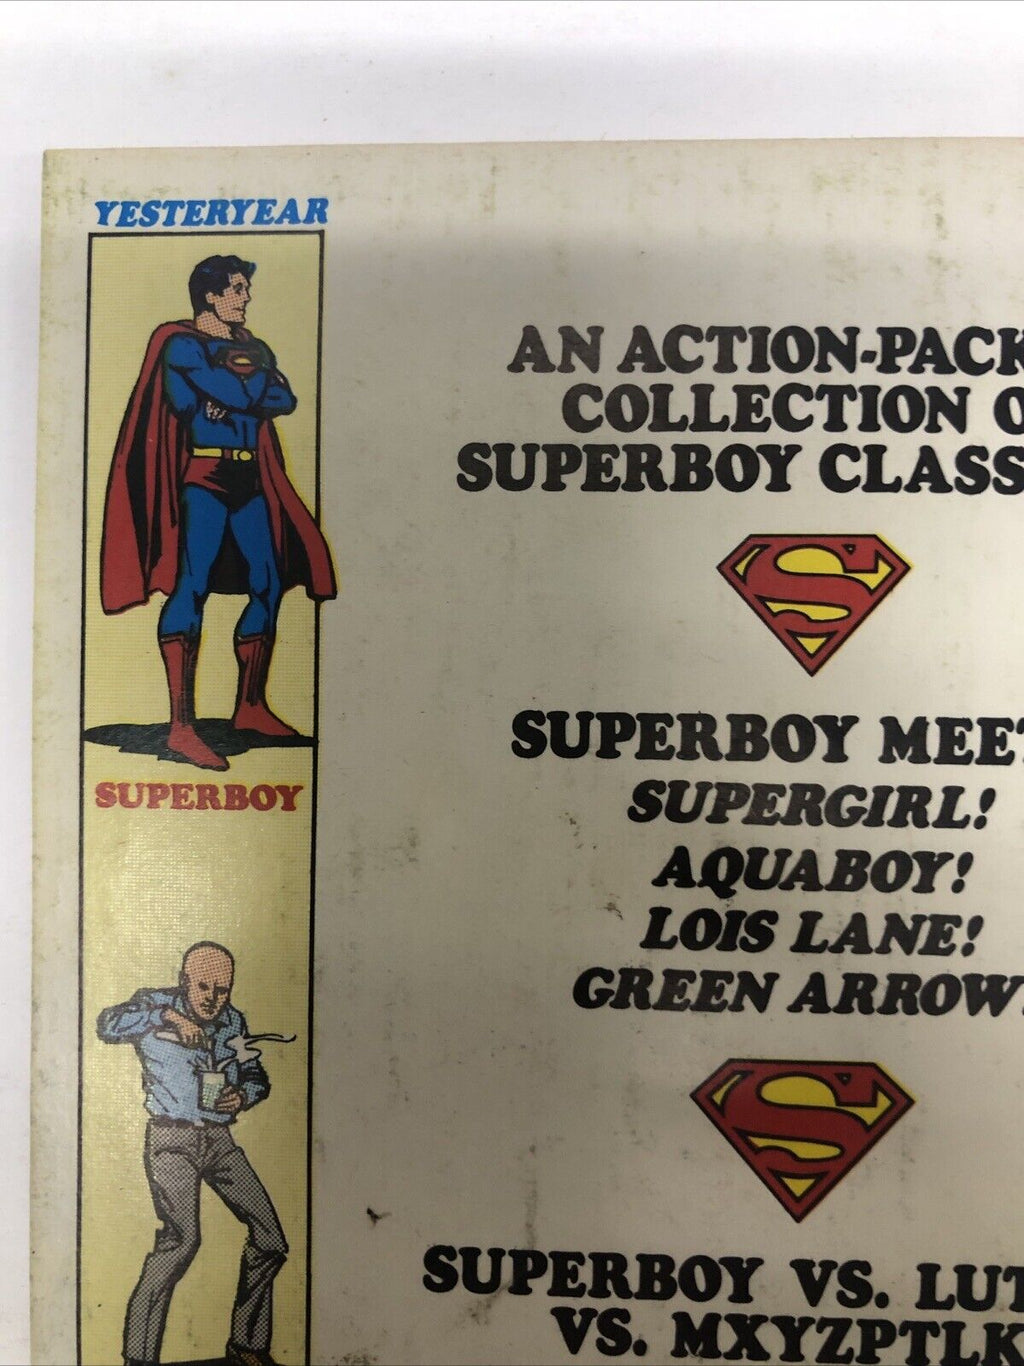 YESTERYEAR
SUPERBOY
AN ACTION-PACK
COLLECTION O
SUPERBOY CLASS
SUPERBOY MEET
SUPERGIRL!
AQUABOY!
LOIS LANE!
GREEN ARROW!
SUPERBOY VS. LUT
VS. MXYZPTLK